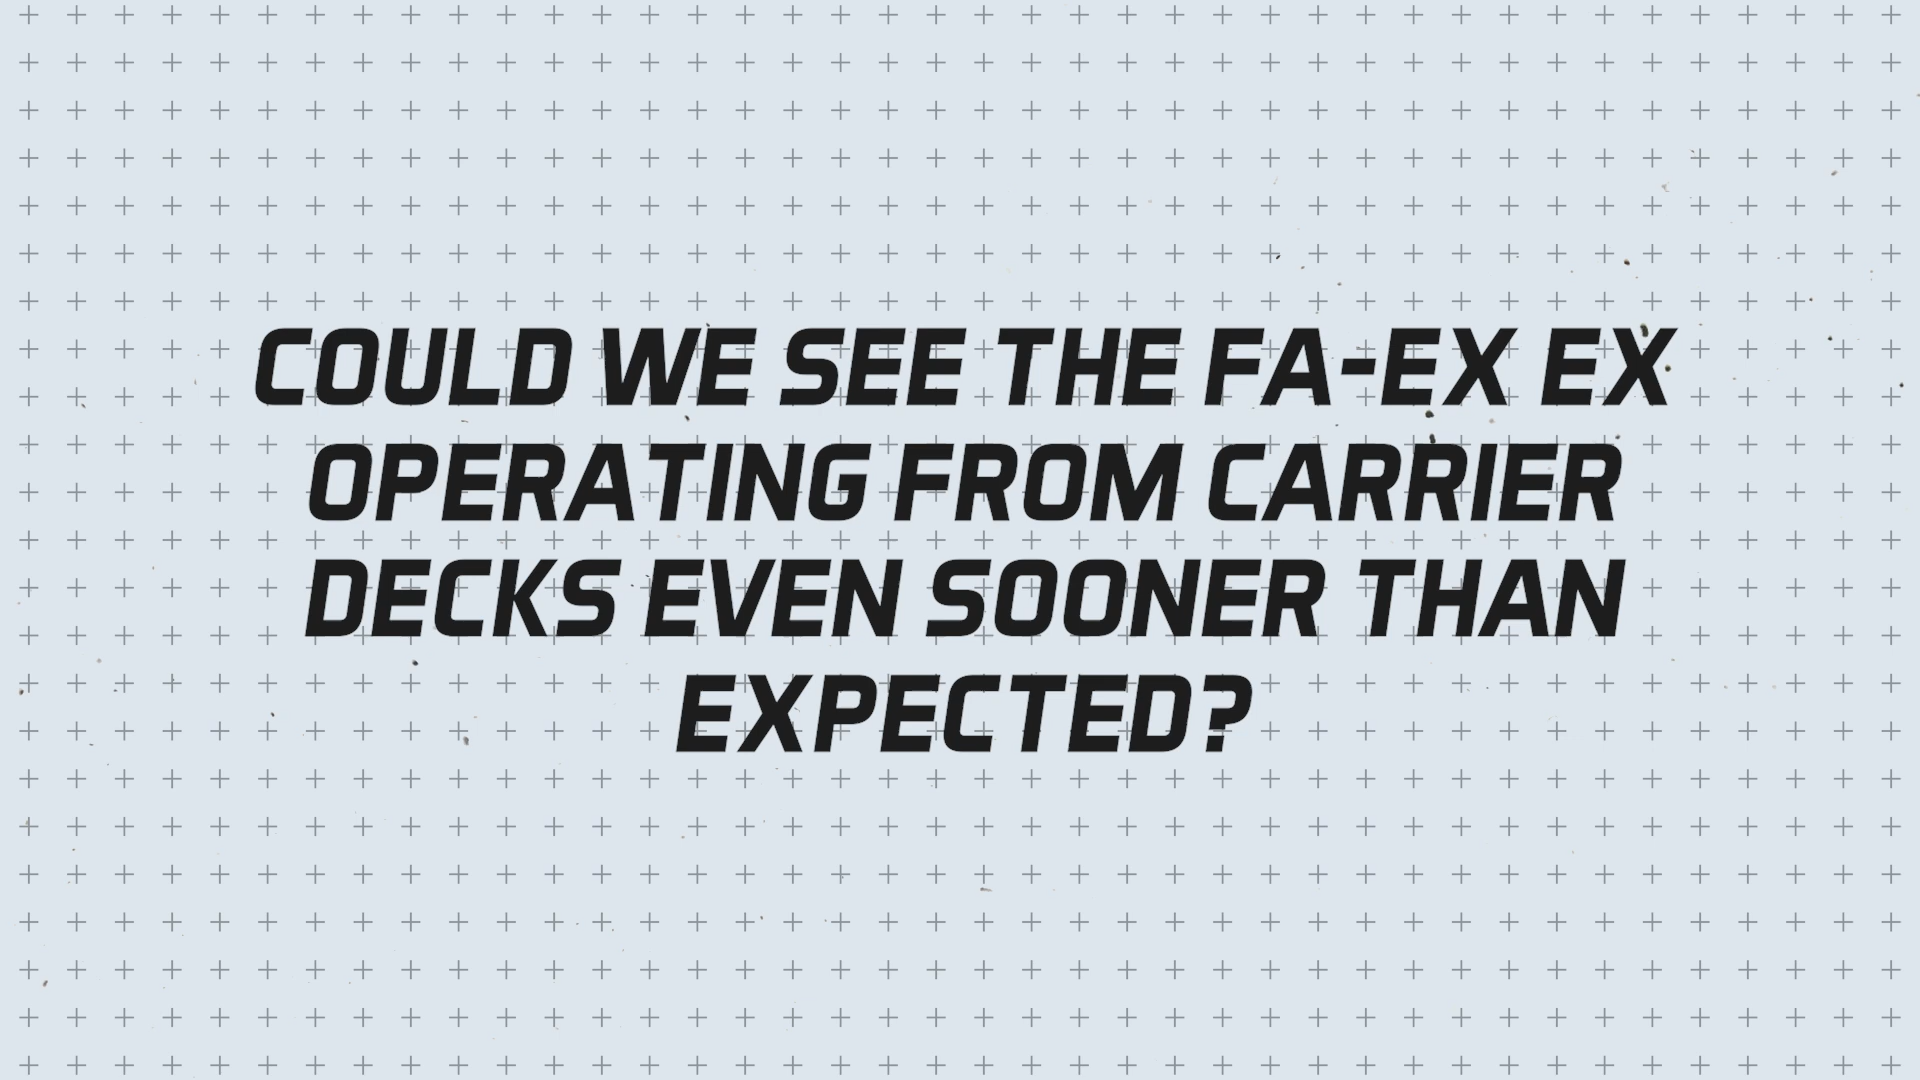 COULD WE SEE THE FA-EX EX
OPERATING FROM CARRIER
DECKS EVEN SOONER THAN
EXPECTED?